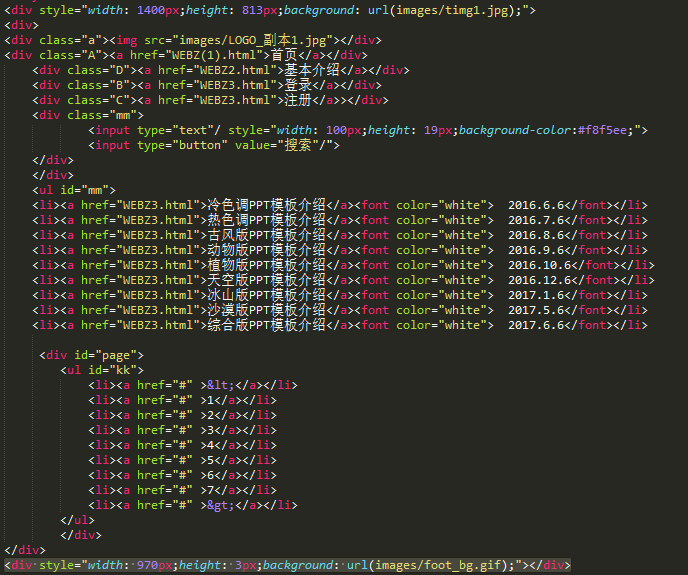 <div style="width: 1400px;height: 813px;background: url(images/timg1.jpg);">
<div>
<div class="a"><img src="images/LOGO_副本1.jpg"></div>
<div class="A"><a href="WEBZ(1).html">首页</a></div>
<div class="D"><a href="WEBZ2.html">基本介绍</a></div>
<div class="B"><a href="WEBZ3.html">登录</a></div>
<div class="C"><a href="WEBZ3.html">注册</a>></div>
<div class="mm">
<input type="text"/ style="width: 100px;height: 19px;background-color:#f8f5ee;">
<input type="button" value="搜索"/">
</div>
</div>
<ul id="mm">
<li><a href="WEBZ3.html">冷色调PPT模板介绍</a><font color="white">  2016.6.6</font></li>
<li><a href="WEBZ3.html">热色调PPT模板介绍</a><font color="white">  2016.7.6</font></li>
<li><a href="WEBZ3.html">古风版PPT模板介绍</a><font color="white">  2016.8.6</font></li>
<li><a href="WEBZ3.html">动物版PPT模板介绍</a><font color="white">  2016.9.6</font></li>
<li><a href="WEBZ3.html">植物版PPT模板介绍</a><font color="white">  2016.10.6</font></li>
<li><a href="WEBZ3.html">天空版PPT模板介绍</a><font color="white">  2016.12.6</font></li>
<li><a href="WEBZ3.html">冰山版PPT模板介绍</a><font color="white">  2017.1.6</font></li>
<li><a href="WEBZ3.html">沙漠版PPT模板介绍</a><font color="white">  2017.5.6</font></li>
<li><a href="WEBZ3.html">综合版PPT模板介绍</a><font color="white">  2017.6.6</font></li>
<div id="page">
<ul id="kk">
<li><a href="#" >&lt;</a></li>
<li><a href="#" >1</a></li>
<li><a href="#" >2</a></li>
<li><a href="#" >3</a></li>
<li><a href="#" >4</a></li>
<li><a href="#" >5</a></li>
<li><a href="#" >6</a></li>
<li><a href="#" >7</a></li>
<li><a href="#" >&gt;</a></li>
</ul>
</div>
</div>
<div style="width: 970px;height: 3px;background: url(images/foot_bg.gif);"></div>